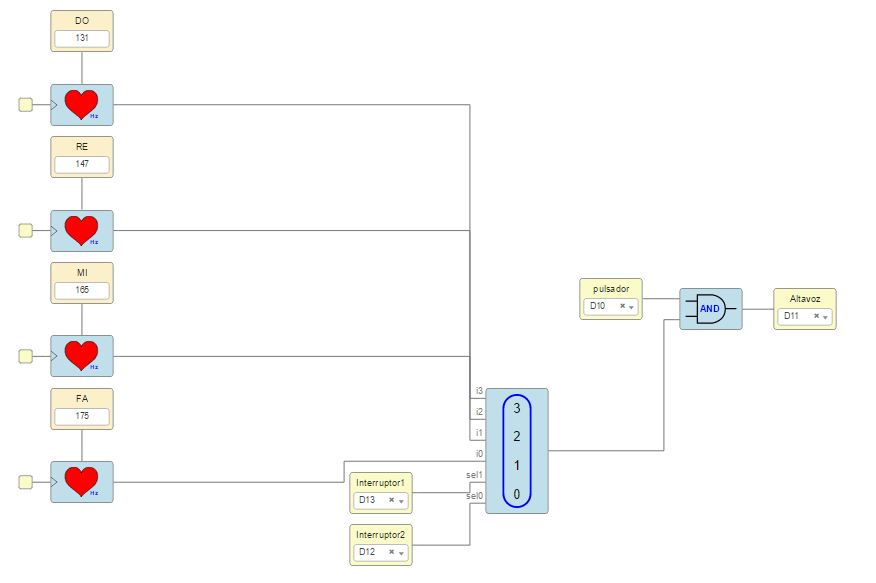 DO
131
Hz
RE
147
Hz
MI
165
Hz
FA
175
Hz
i3
i2
i1
i0
sel1
sel0
3
2
1
0
Interruptor1
D13
Interruptor2
D12
pulsador
D10
AND
Altavoz
D11